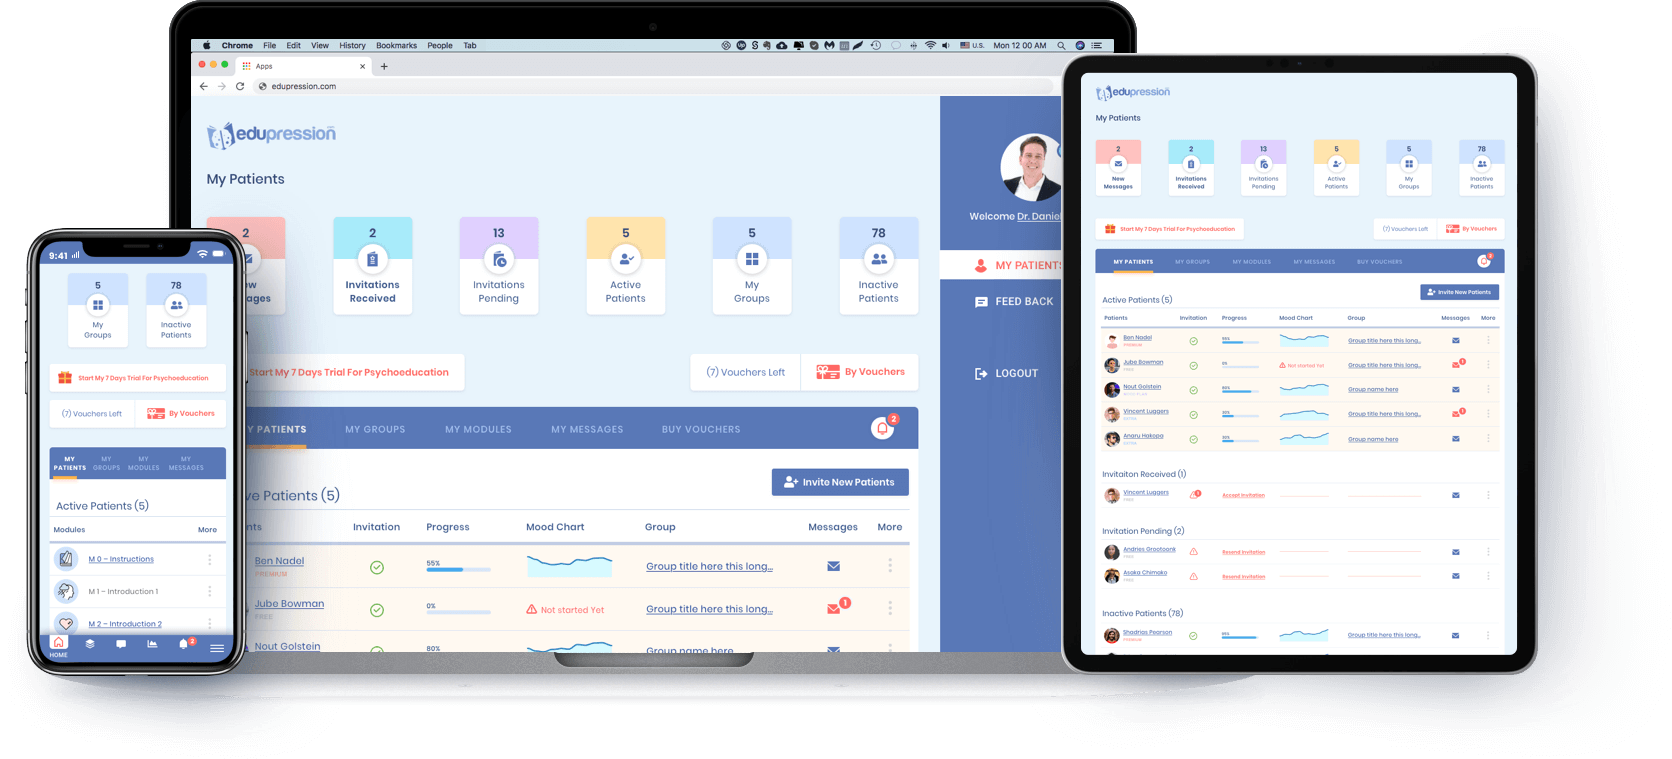 Chrome File Edit View History Bookmarks People Tab
U.S. Mon 12 00 AM
Apps
edupression.com
edupression
My Patients
2
2
Invitations
Received
13
Invitations
Pending
5
Active
Patients
5
My
Groups
78
Inactive
Patients
Start My 7 Days Trial For Psychoeducation
(7) Vouchers Left
By Vouchers
PATIENTS MY GROUPS MY MODULES MY MESSAGES BUY VOUCHERS
2
Patients (5)
Invite New Patients
Invitation Progress Mood Chart Group Messages More
Ben Nadel
PREMIUM
55%
Group title here this long...
Jube Bowman
FREE
0%
Not started Yet
Group title here this long...
1
Nout Golstein
80%
Group name here
Welcome Dr. Daniel
MY PATIENTS
FEED BACK
LOGOUT
9:41
5
My
Groups
78
Inactive
Patients
Start My 7 Days Trial For Psychoeducation
(7) Vouchers Left
By Vouchers
MY PATIENTS
MY GROUPS
MY MODULES
MY MESSAGES
Active Patients (5)
Modules More
M 0 – Instructions
M 1 – Introduction 1
M 2 – Introduction 2
HOME
2
edupression
My Patients
2
New
Messages
2
Invitations
Received
13
Invitations
Pending
5
Active
Patients
5
My
Groups
78
Inactive
Patients
Start My 7 Days Trial For Psychoeducation
(7) Vouchers Left
By Vouchers
MY PATIENTS MY GROUPS MY MODULES MY MESSAGES BUY VOUCHERS
Active Patients (5)
Invite New Patients
Patients Invitation Progress Mood Chart Group Messages More
Ben Nadel
PREMIUM
Group title here this long...
Jube Bowman
FREE
0%
Not started Yet
Group title here this long...
1
Nout Golstein
Group name here
Vincent Luggers
Group title here this long...
1
Anaru Hakopa
Group name here
Invitaiton Received (1)
Vincent Luggers
FREE
Accept Invitation
Invitation Pending (2)
Andries Grootoonk
FREE
Resend Invitation
Asaka Chimako
FREE
Resend Invitation
Inactive Patients (78)
Shadrias Pearson
PREMIUM
Group title here this long...